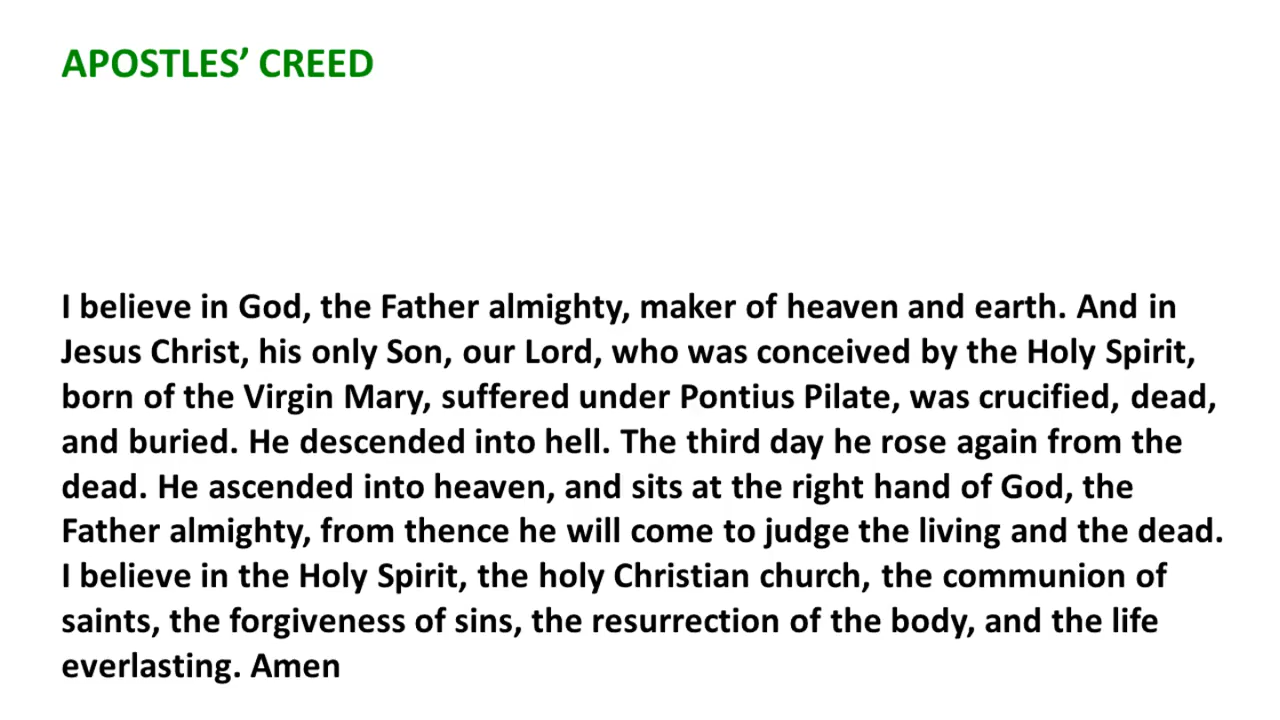 APOSTLES’ CREED
I believe in God, the Father almighty, maker of heaven and earth. And in
Jesus Christ, his only Son, our Lord, who was conceived by the Holy Spirit,
born of the Virgin Mary, suffered under Pontius Pilate, was crucified, dead,
and buried. He descended into hell. The third day he rose again from the
dead. He ascended into heaven, and sits at the right hand of God, the
Father almighty, from thence he will come to judge the living and the dead.
I believe in the Holy Spirit, the holy Christian church, the communion of
saints, the forgiveness of sins, the resurrection of the body, and the life
everlasting. Amen